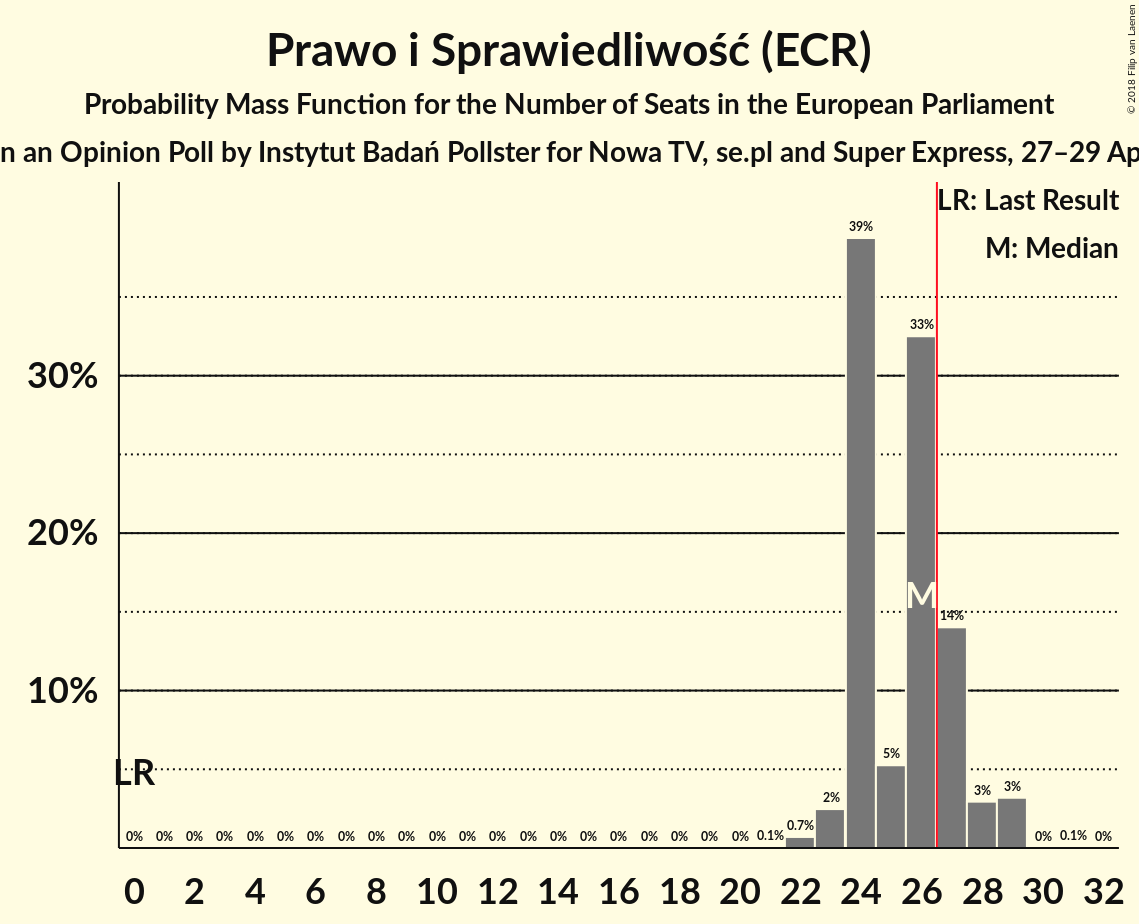 © 2018 Filip van Laenen
Prawo i Sprawiedliwość (ECR)
Probability Mass Function for the Number of Seats in the European Parliament
n an Opinion Poll by Instytut Badań Pollster for Nowa TV, se.pl and Super Express, 27–29 Ap
LR: Last Result
M: Median
39%
33%
30%
20%
M
14%
10%
LR
5%
3%
3%
2%
0.7%
0% 0% 0% 0% 0% 0% 0% 0% 0% 0% 0% 0% 0% 0% 0% 0% 0% 0% 0% 0% 0% 0.1% 0% 0.1% 0%
0 2 4 6 8 10 12 14 16 18 20 22 24 26 28 30 32